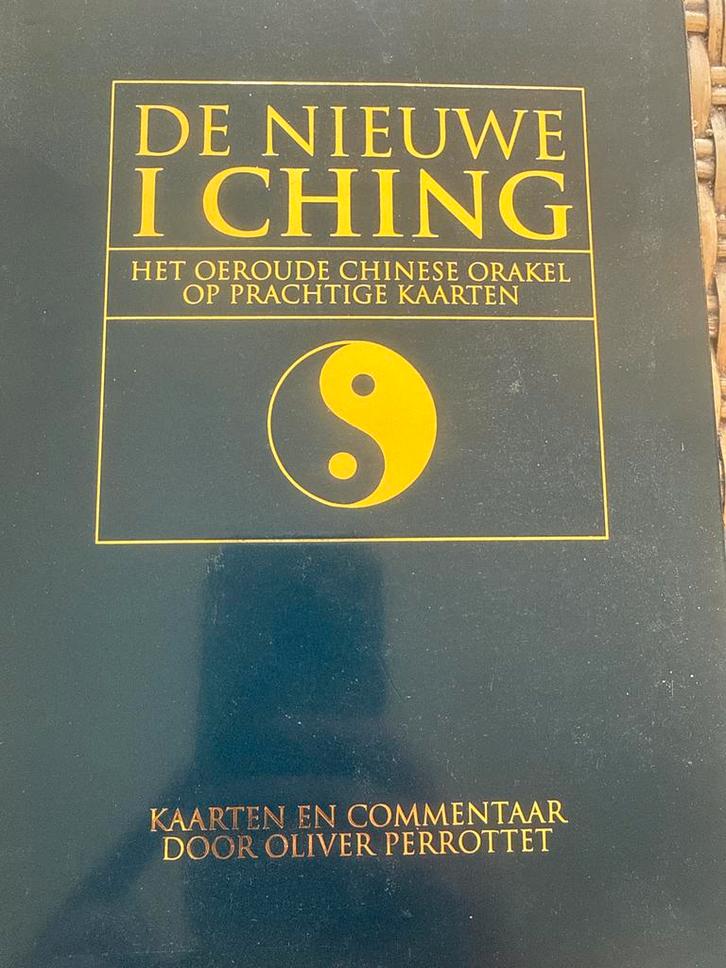 DE NIEUWE
I CHING
HET OEROUDE CHINESE ORAKEL
OP PRACHTIGE KAARTEN
KAARTEN EN COMMENTAAR
DOOR OLIVER PERROTTET